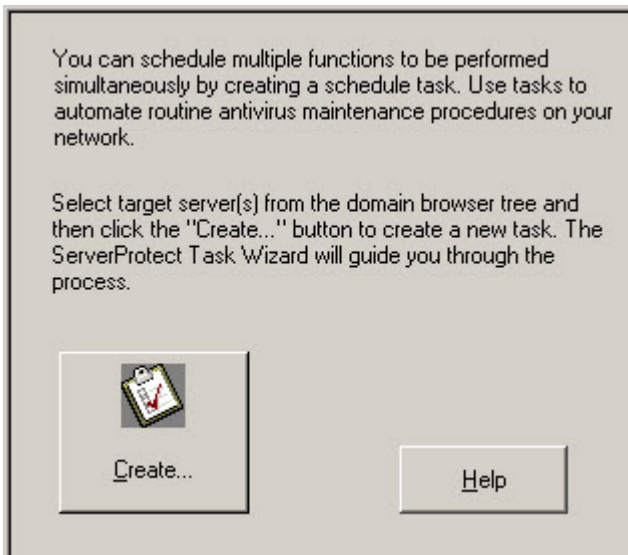 You can schedule multiple functions to be performed
simultaneously by creating a schedule task. Use tasks to
automate routine antivirus maintenance procedures on your
network.
Select target server(s) from the domain browser tree and
then click the "Create..." button to create a new task. The
ServerProtect Task Wizard will guide you through the
process.
Create...
Help